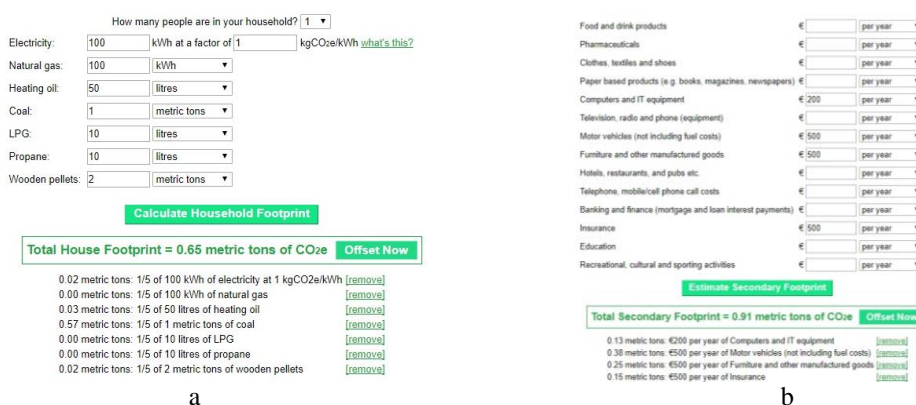 How many people are in your household? 1
Electricity: 100 kWh at a factor of 1 kgCO2e/kWh what's this?
Natural gas: 100 kWh
Heating oil: 50 litres
Coal: 1 metric tons
LPG: 10 litres
Propane: 10 litres
Wooden pellets: 2 metric tons
Calculate Household Footprint
Total House Footprint = 0.65 metric tons of CO2e Offset Now
0.02 metric tons: 1/5 of 100 kWh of electricity at 1 kgCO2e/kWh [remove]
0.00 metric tons: 1/5 of 100 kWh of natural gas [remove]
0.03 metric tons: 1/5 of 50 litres of heating oil [remove]
0.57 metric tons: 1/5 of 1 metric tons of coal [remove]
0.00 metric tons: 1/5 of 10 litres of LPG [remove]
0.00 metric tons: 1/5 of 10 litres of propane [remove]
0.02 metric tons: 1/5 of 2 metric tons of wooden pellets [remove]
a
Food and drink products € per year
Pharmaceuticals € per year
Clothes, textiles and shoes € per year
Paper based products (e.g. books, magazines, newspapers) € per year
Computers and IT equipment € 200 per year
Television, radio and phone (equipment) € per year
Motor vehicles (not including fuel costs) € 500 per year
Furniture and other manufactured goods € 500 per year
Hotels, restaurants, and pubs etc. € per year
Telephone, mobile/cell phone call costs € per year
Banking and finance (mortgage and loan interest payments) € per year
Insurance € 500 per year
Education € per year
Recreational, cultural and sporting activities € per year
Estimate Secondary Footprint
Total Secondary Footprint = 0.91 metric tons of CO2e Offset Now
0.13 metric tons: €200 per year of Computers and IT equipment [remove]
0.38 metric tons: €500 per year of Motor vehicles (not including fuel costs) [remove]
0.25 metric tons: €500 per year of Furniture and other manufactured goods [remove]
0.15 metric tons: €500 per year of Insurance [remove]
b